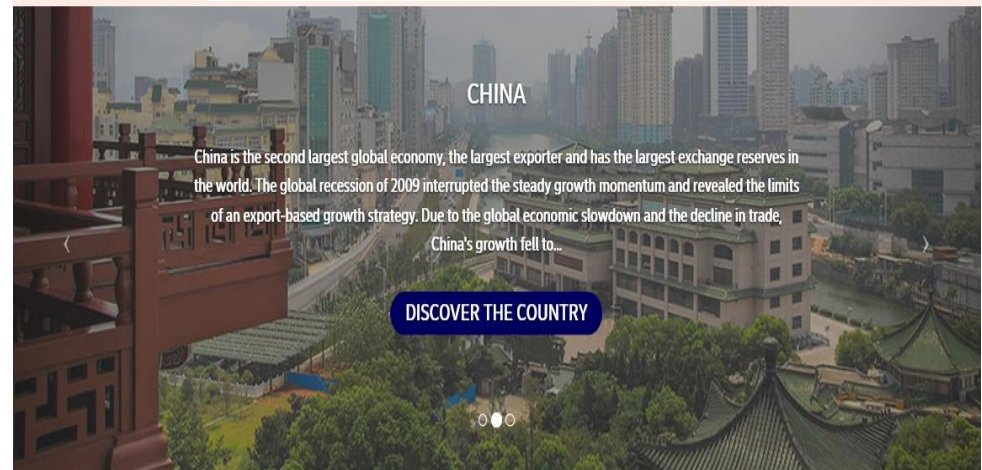 CHINA
China is the second largest global economy, the largest exporter and has the largest exchange reserves in
the world. The global recession of 2009 interrupted the steady growth momentum and revealed the limits
of an export-based growth strategy. Due to the global economic slowdown and the decline in trade,
China's growth fell to...
DISCOVER THE COUNTRY